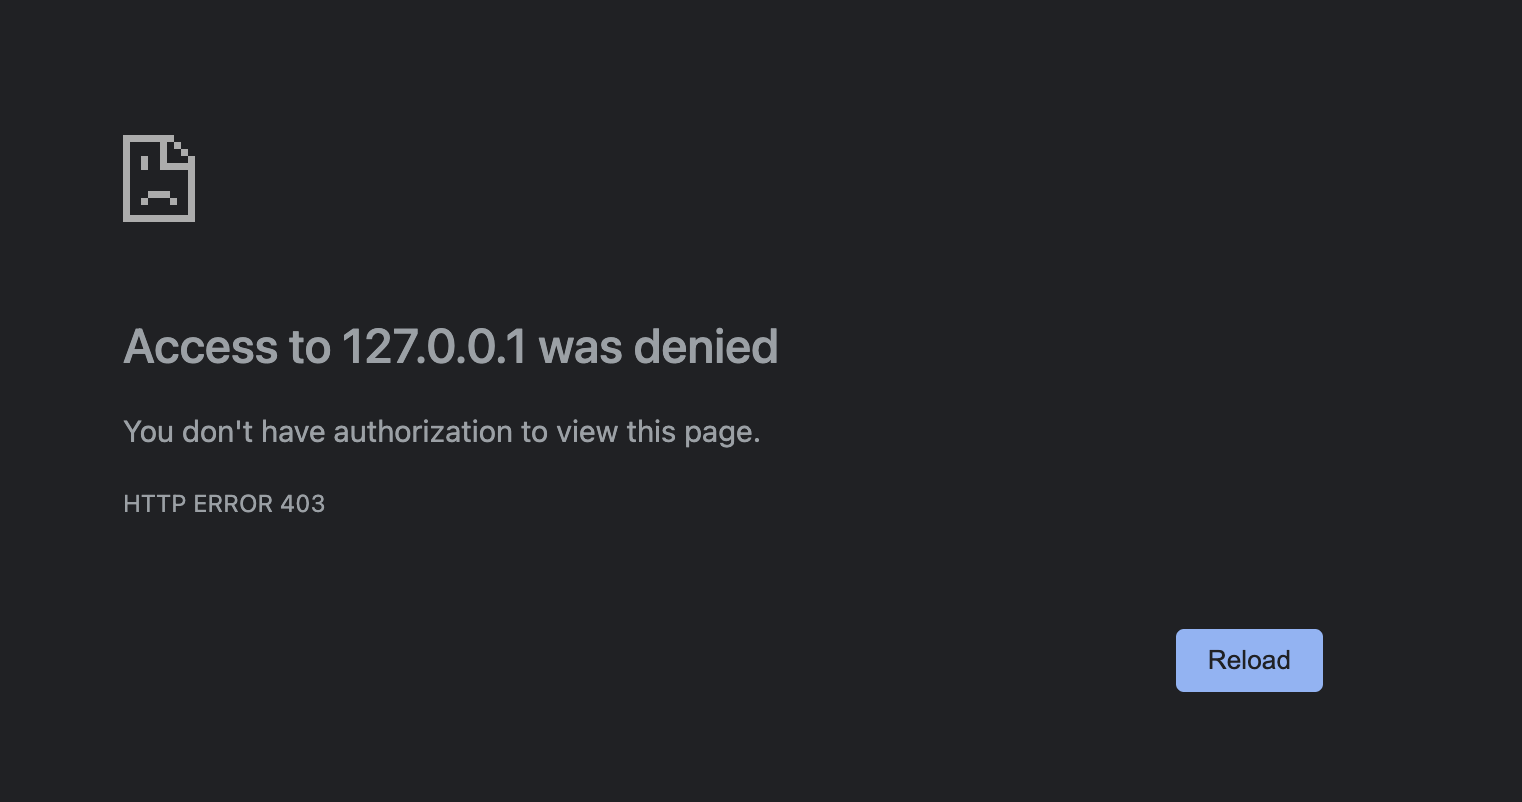 Access to 127.0.0.1 was denied
You don't have authorization to view this page.
HTTP ERROR 403
Reload